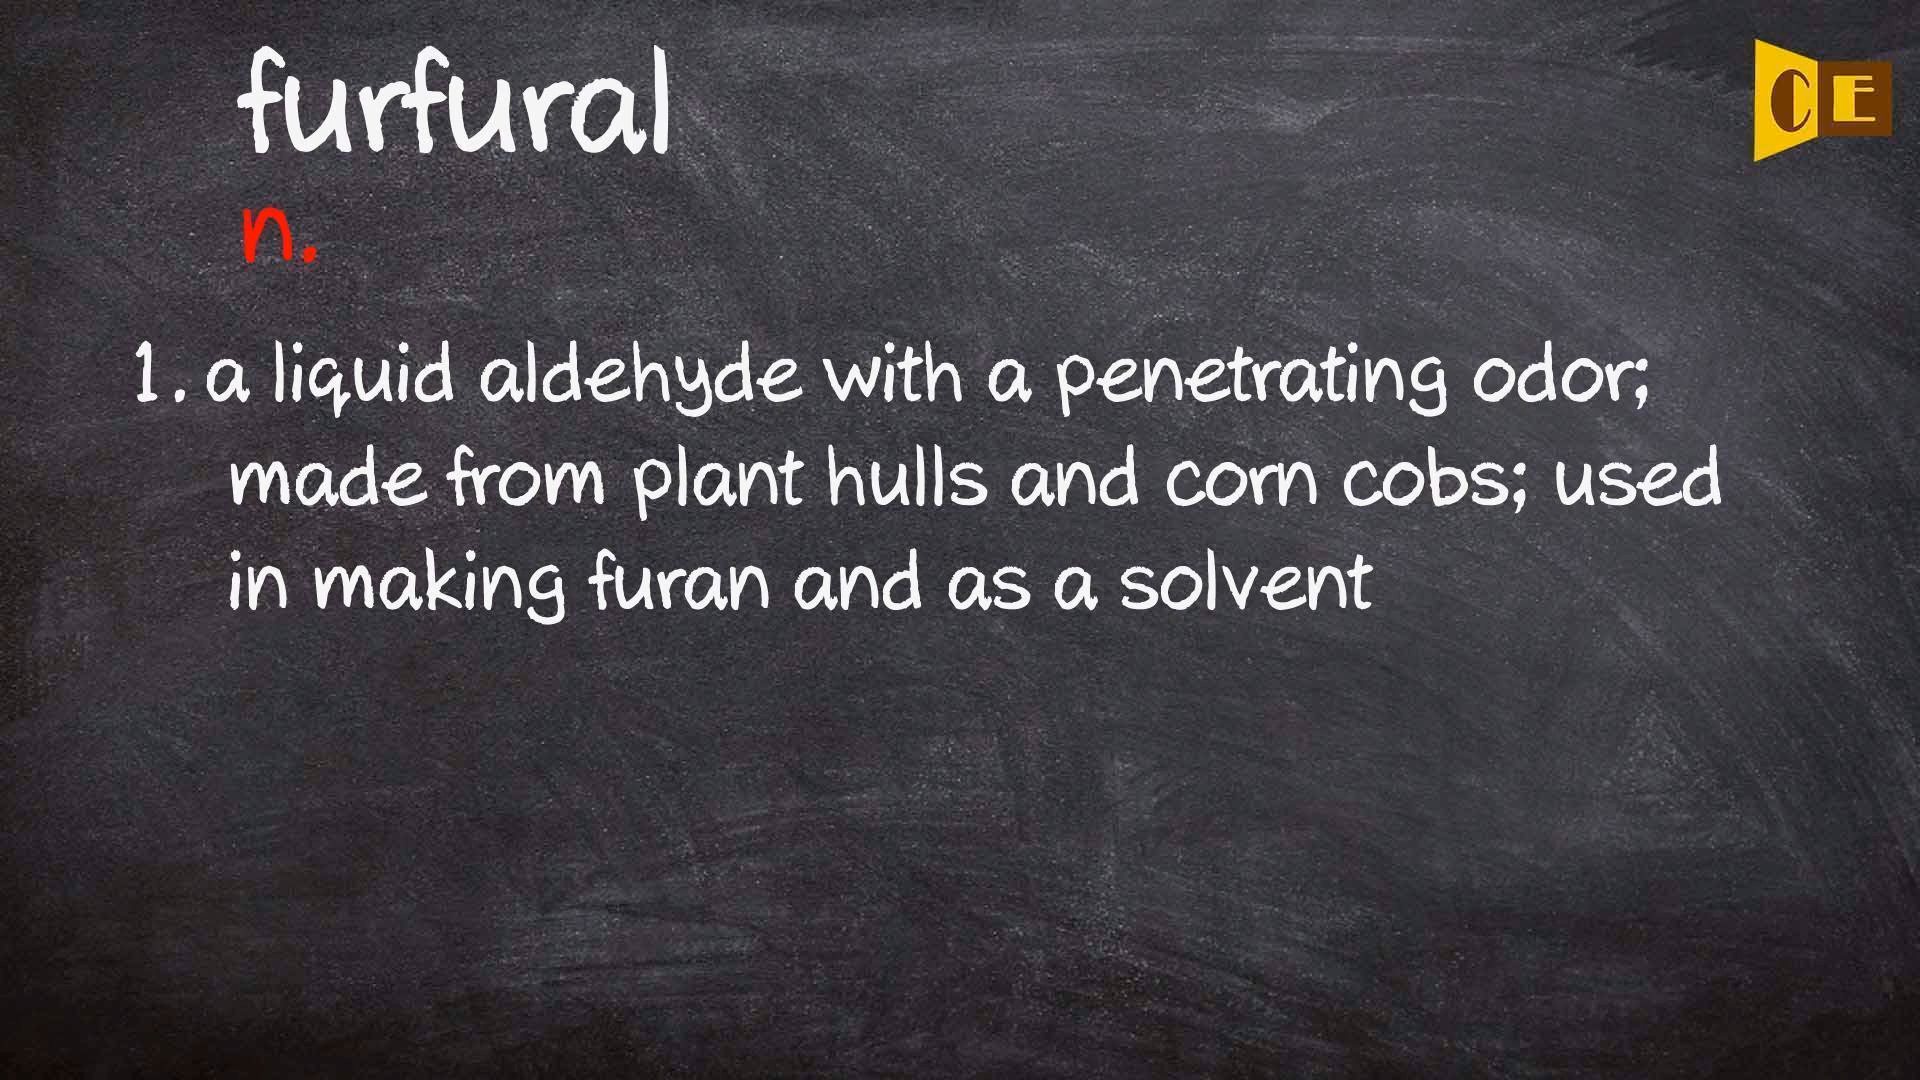 furfural
CE
n.
1. a liquid aldehyde with a penetrating odor;
made from plant hulls and corn cobs; used
in making furan and as a solvent